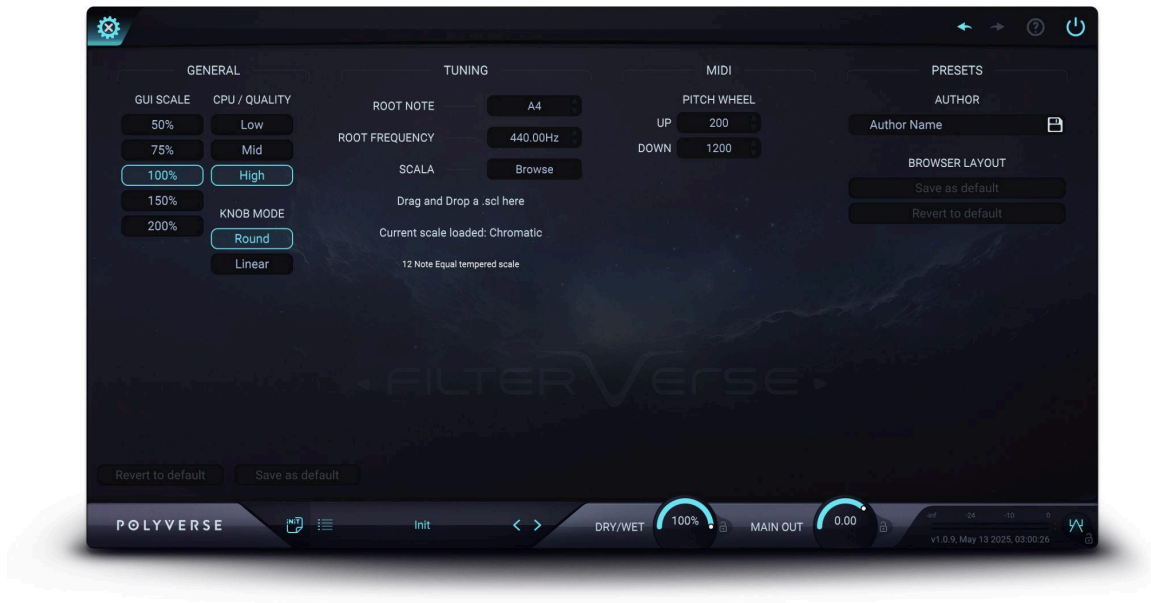 GENERAL
GUI SCALE
50%
75%
100%
150%
200%
CPU / QUALITY
Low
Mid
High
KNOB MODE
Round
Linear
TUNING
ROOT NOTE A4
ROOT FREQUENCY 440.00Hz
SCALA Browse
Drag and Drop a .scl here
Current scale loaded: Chromatic
12 Note Equal tempered scale
MIDI
PITCH WHEEL
UP 200
DOWN 1200
PRESETS
AUTHOR
Author Name
BROWSER LAYOUT
Save as default
Revert to default
FILTERVERSE
Revert to default Save as default
POLYVERSE
INIT
Init
DRY/WET 100%
MAIN OUT 0.00
-inf -24 -10 0
v1.0.9, May 13 2025, 03:00:26